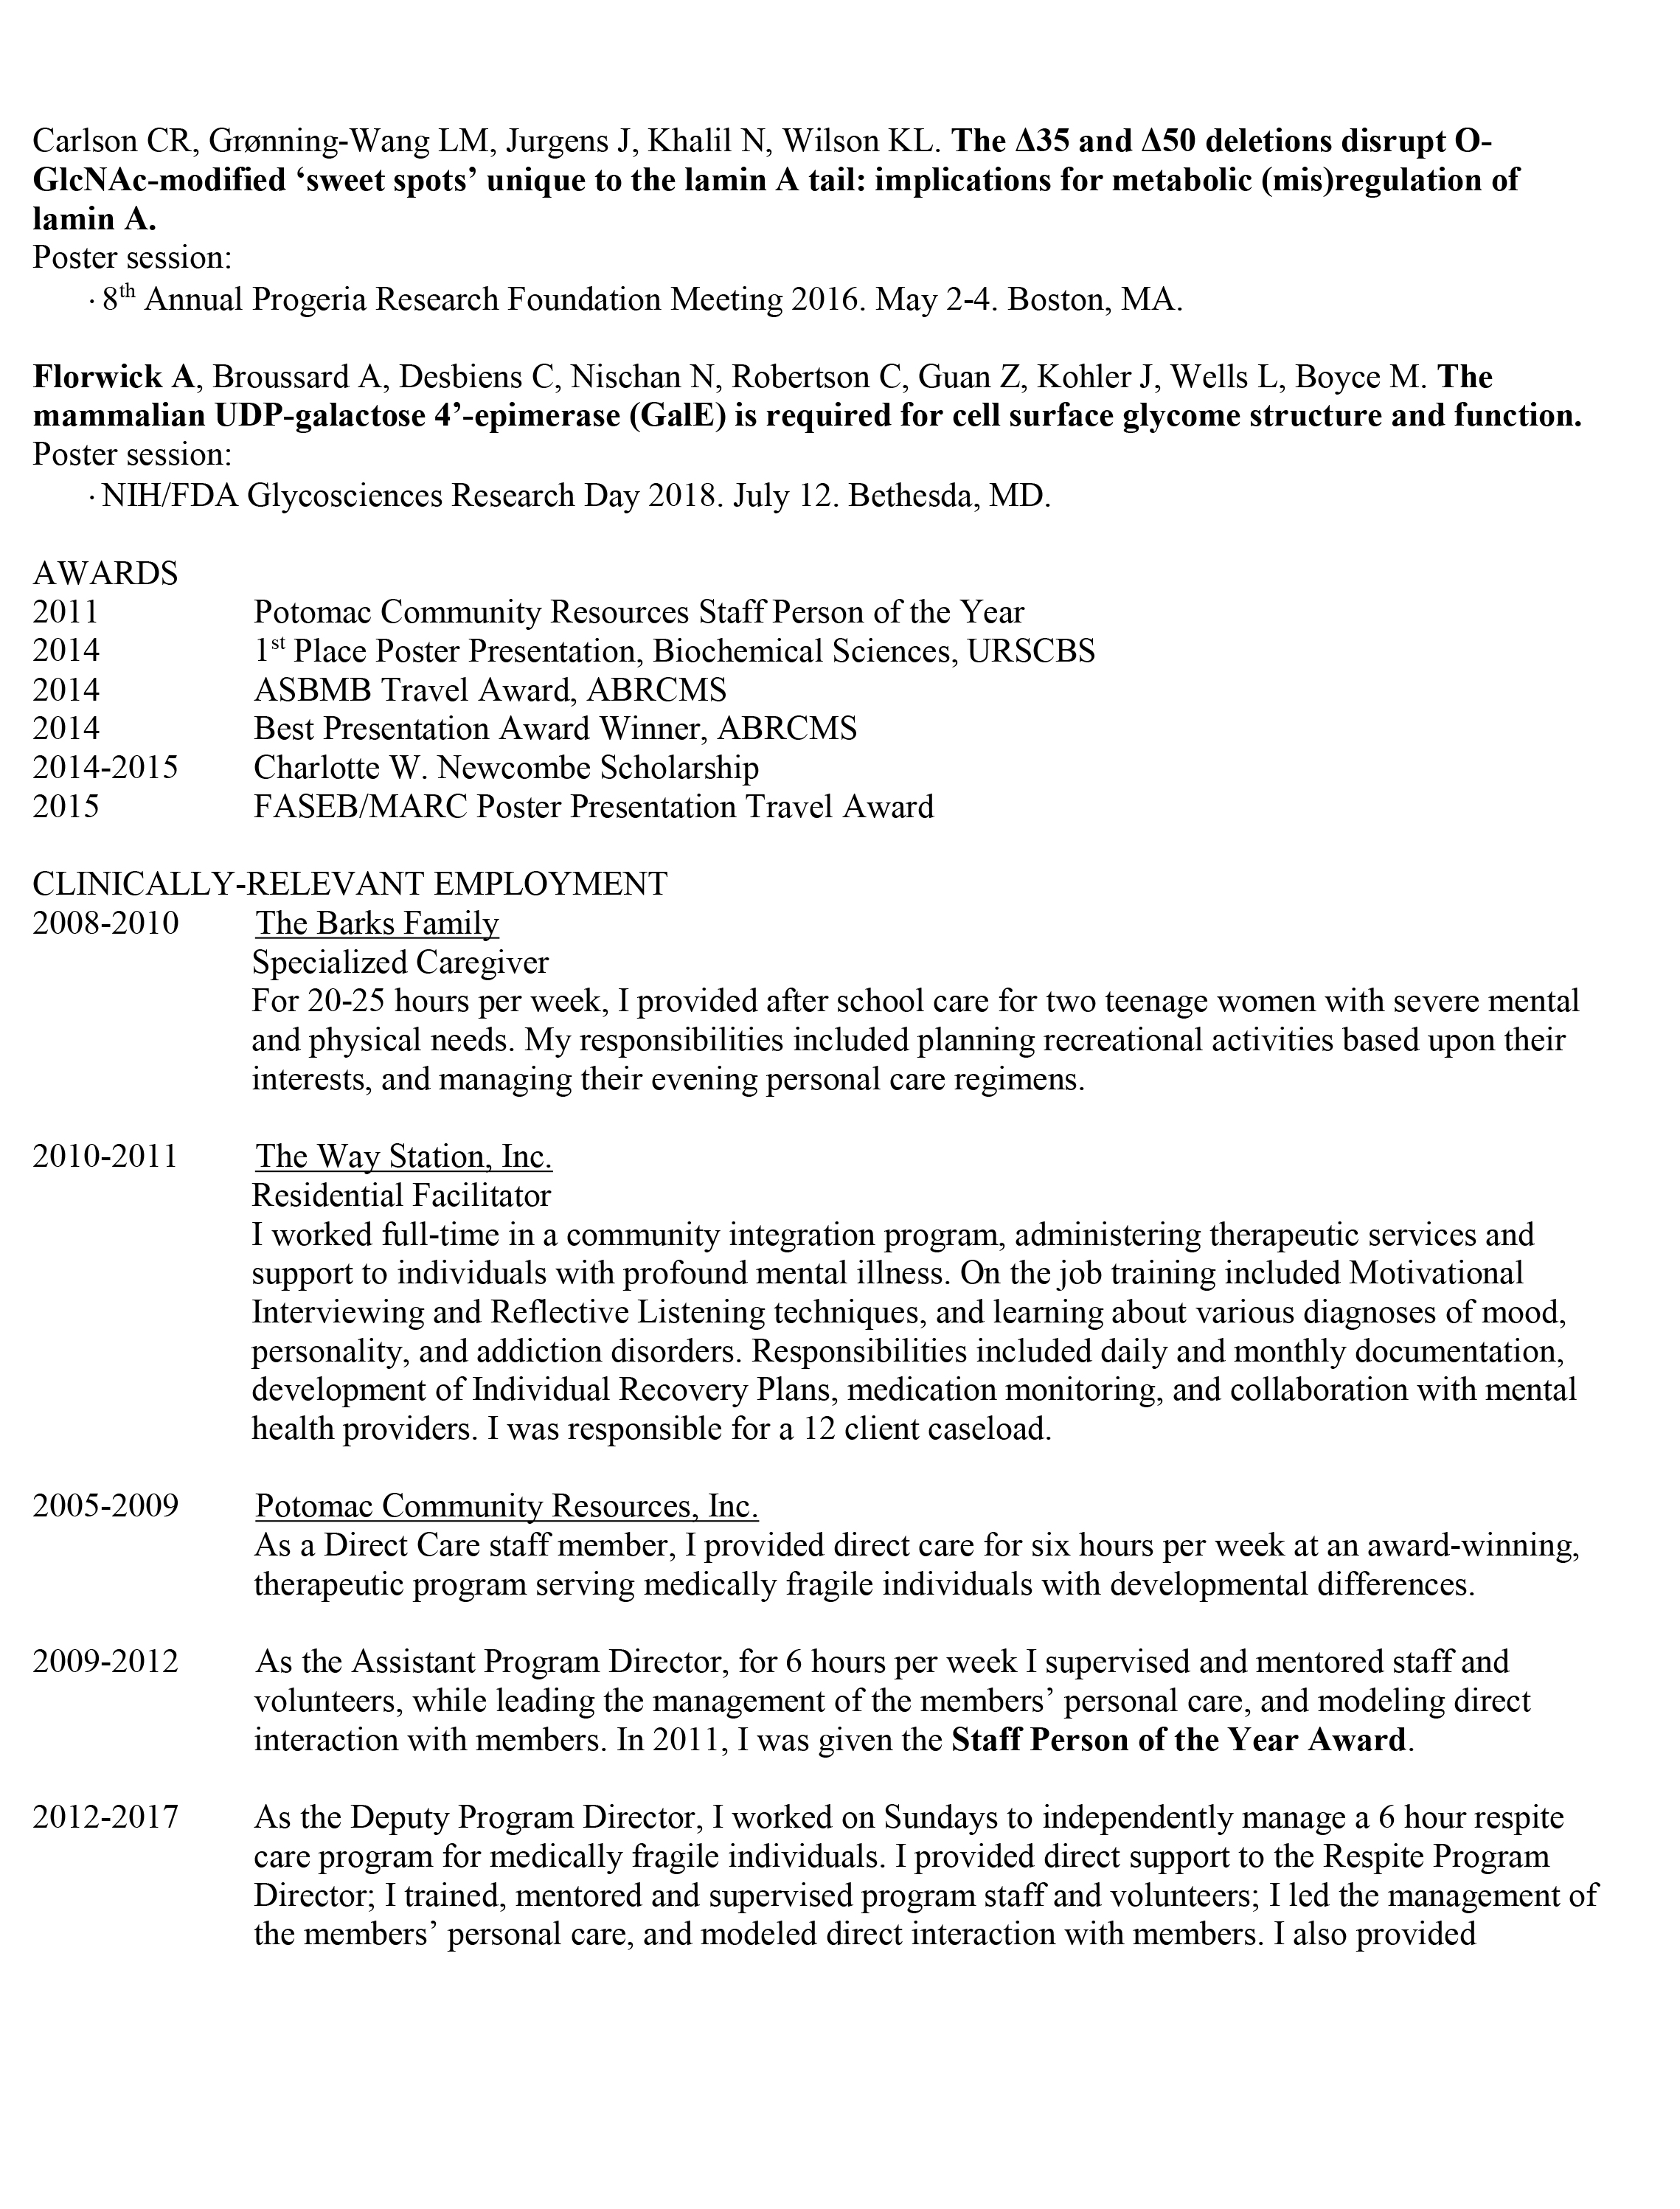 Carlson CR, Grønning-Wang LM, Jurgens J, Khalil N, Wilson KL. The Δ35 and Δ50 deletions disrupt O-
GlcNAc-modified ‘sweet spots’ unique to the lamin A tail: implications for metabolic (mis)regulation of
lamin A.
Poster session:
· 8th Annual Progeria Research Foundation Meeting 2016. May 2-4. Boston, MA.
Florwick A, Broussard A, Desbiens C, Nischan N, Robertson C, Guan Z, Kohler J, Wells L, Boyce M. The
mammalian UDP-galactose 4’-epimerase (GalE) is required for cell surface glycome structure and function.
Poster session:
· NIH/FDA Glycosciences Research Day 2018. July 12. Bethesda, MD.
AWARDS
2011 Potomac Community Resources Staff Person of the Year
2014 1st Place Poster Presentation, Biochemical Sciences, URSCBS
2014 ASBMB Travel Award, ABRCMS
2014 Best Presentation Award Winner, ABRCMS
2014-2015 Charlotte W. Newcombe Scholarship
2015 FASEB/MARC Poster Presentation Travel Award
CLINICALLY-RELEVANT EMPLOYMENT
2008-2010 The Barks Family
Specialized Caregiver
For 20-25 hours per week, I provided after school care for two teenage women with severe mental
and physical needs. My responsibilities included planning recreational activities based upon their
interests, and managing their evening personal care regimens.
2010-2011 The Way Station, Inc.
Residential Facilitator
I worked full-time in a community integration program, administering therapeutic services and
support to individuals with profound mental illness. On the job training included Motivational
Interviewing and Reflective Listening techniques, and learning about various diagnoses of mood,
personality, and addiction disorders. Responsibilities included daily and monthly documentation,
development of Individual Recovery Plans, medication monitoring, and collaboration with mental
health providers. I was responsible for a 12 client caseload.
2005-2009 Potomac Community Resources, Inc.
As a Direct Care staff member, I provided direct care for six hours per week at an award-winning,
therapeutic program serving medically fragile individuals with developmental differences.
2009-2012 As the Assistant Program Director, for 6 hours per week I supervised and mentored staff and
volunteers, while leading the management of the members’ personal care, and modeling direct
interaction with members. In 2011, I was given the Staff Person of the Year Award.
2012-2017 As the Deputy Program Director, I worked on Sundays to independently manage a 6 hour respite
care program for medically fragile individuals. I provided direct support to the Respite Program
Director; I trained, mentored and supervised program staff and volunteers; I led the management of
the members’ personal care, and modeled direct interaction with members. I also provided